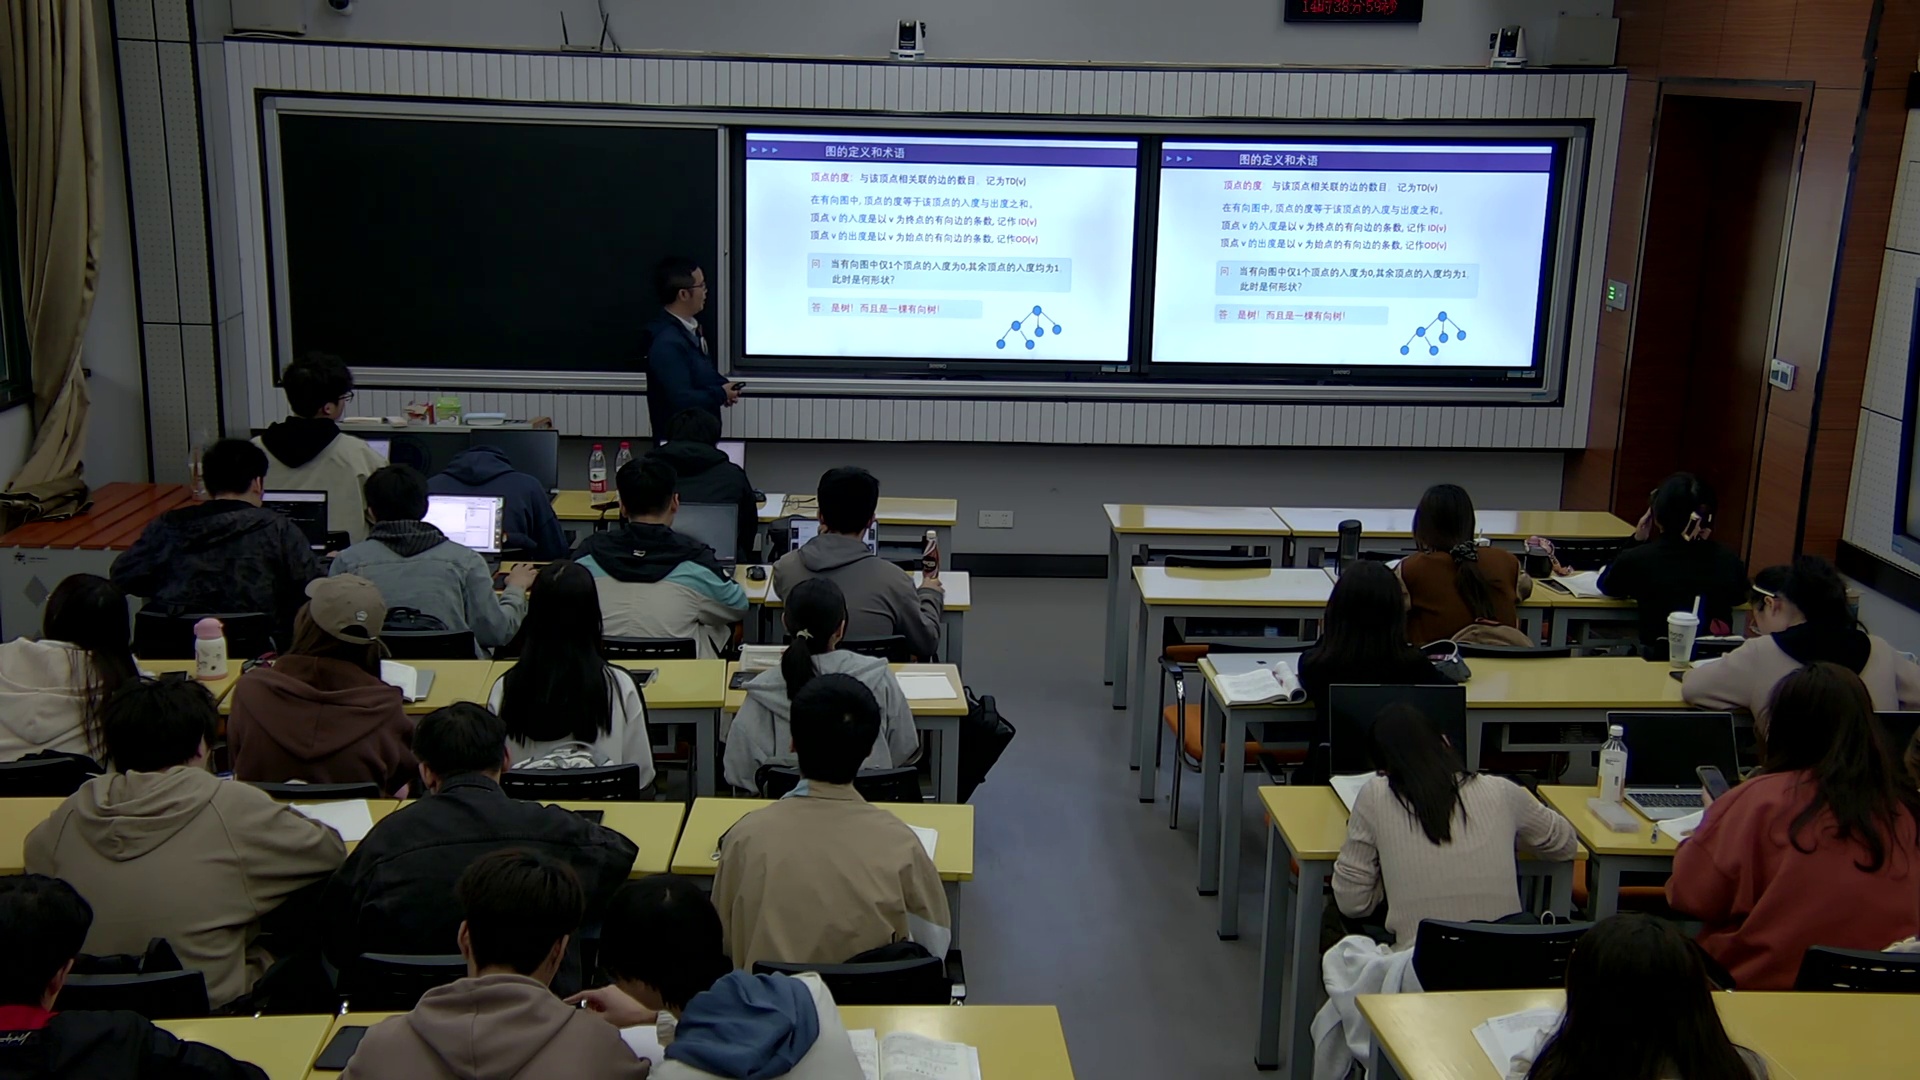 14时38分59秒
图的定义和术语
顶点的度：与该顶点相关联的边的数目，记为TD(v)
在有向图中, 顶点的度等于该顶点的入度与出度之和。
顶点 v 的入度是以 v 为终点的有向边的条数, 记作 ID(v)
顶点 v 的出度是以 v 为始点的有向边的条数, 记作OD(v)
问：当有向图中仅1个顶点的入度为0,其余顶点的入度均为1,
此时是何形状?
答：是树! 而且是一棵有向树!
图的定义和术语
顶点的度：与该顶点相关联的边的数目，记为TD(v)
在有向图中, 顶点的度等于该顶点的入度与出度之和。
顶点 v 的入度是以 v 为终点的有向边的条数, 记作 ID(v)
顶点 v 的出度是以 v 为始点的有向边的条数, 记作OD(v)
问：当有向图中仅1个顶点的入度为0,其余顶点的入度均为1,
此时是何形状?
答：是树! 而且是一棵有向树!